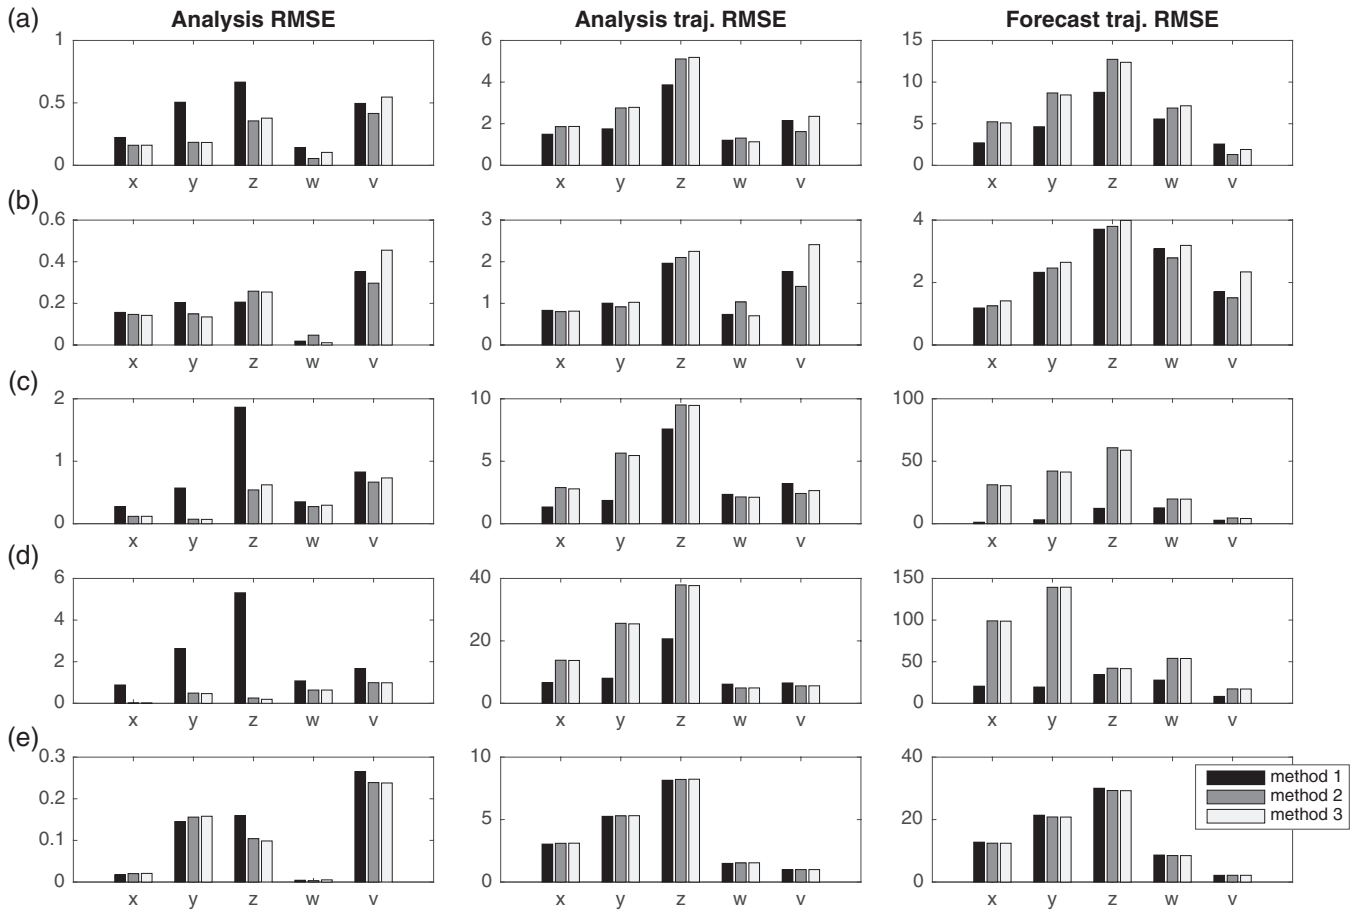 (a) Analysis RMSE Analysis traj. RMSE Forecast traj. RMSE
1 6 15
4 10
0.5
2 5
0 0 0
x y z w v x y z w v x y z w v
(b)
0.6 3 4
0.4 2
2
0.2 1
0 0 0
x y z w v x y z w v x y z w v
(c)
2 10 100
1 5 50
0 0 0
x y z w v x y z w v x y z w v
(d)
6 40 150
4 100
20
2 50
0 0 0
x y z w v x y z w v x y z w v
(e)
0.3 10 40
method 1
0.2 method 2
5 20 method 3
0.1
0 0 0
x y z w v x y z w v x y z w v